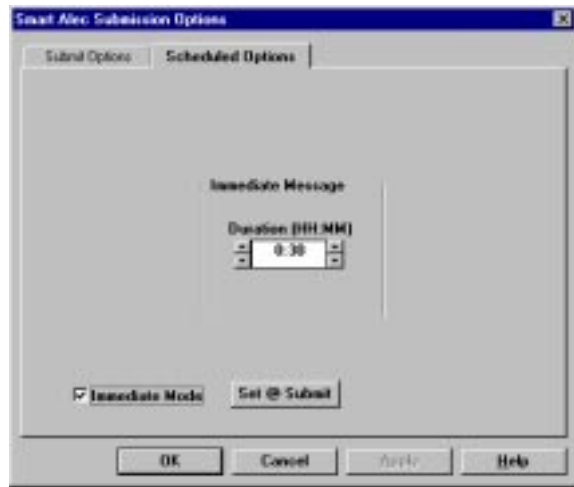 Smart Alec Submission Options
Submit Options Scheduled Options
Immediate Message
Duration (HH:MM)
0:30
Immediate Mode Set @ Submit
OK Cancel Apply Help